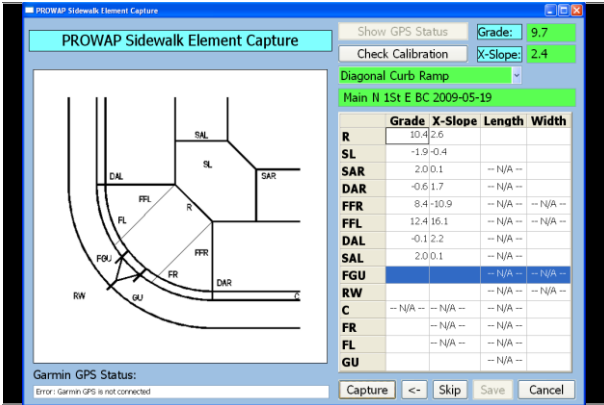 PROWAP Sidewalk Element Capture
PROWAP Sidewalk Element Capture
Show GPS Status Grade: 9.7
Check Calibration X-Slope: 2.4
Diagonal Curb Ramp
Main N 1St E BC 2009-05-19
SAL
SL
SAR
DAL
FFL
R
FL
FFR
FGU
FR
DAR
RW
GU
C
Grade X-Slope Length Width
R 10.4 2.6
SL -1.9 -0.4
SAR 2.0 0.1 -- N/A --
DAR -0.6 1.7 -- N/A --
FFR 8.4 -10.9 -- N/A -- -- N/A --
FFL 12.4 16.1 -- N/A -- -- N/A --
DAL -0.1 2.2 -- N/A --
SAL 2.0 0.1 -- N/A --
FGU -- N/A -- -- N/A --
RW -- N/A -- -- N/A --
C -- N/A -- -- N/A --
FR -- N/A -- -- N/A --
FL -- N/A -- -- N/A --
GU -- N/A --
Garmin GPS Status:
Error: Garmin GPS is not connected
Capture <- Skip Save Cancel